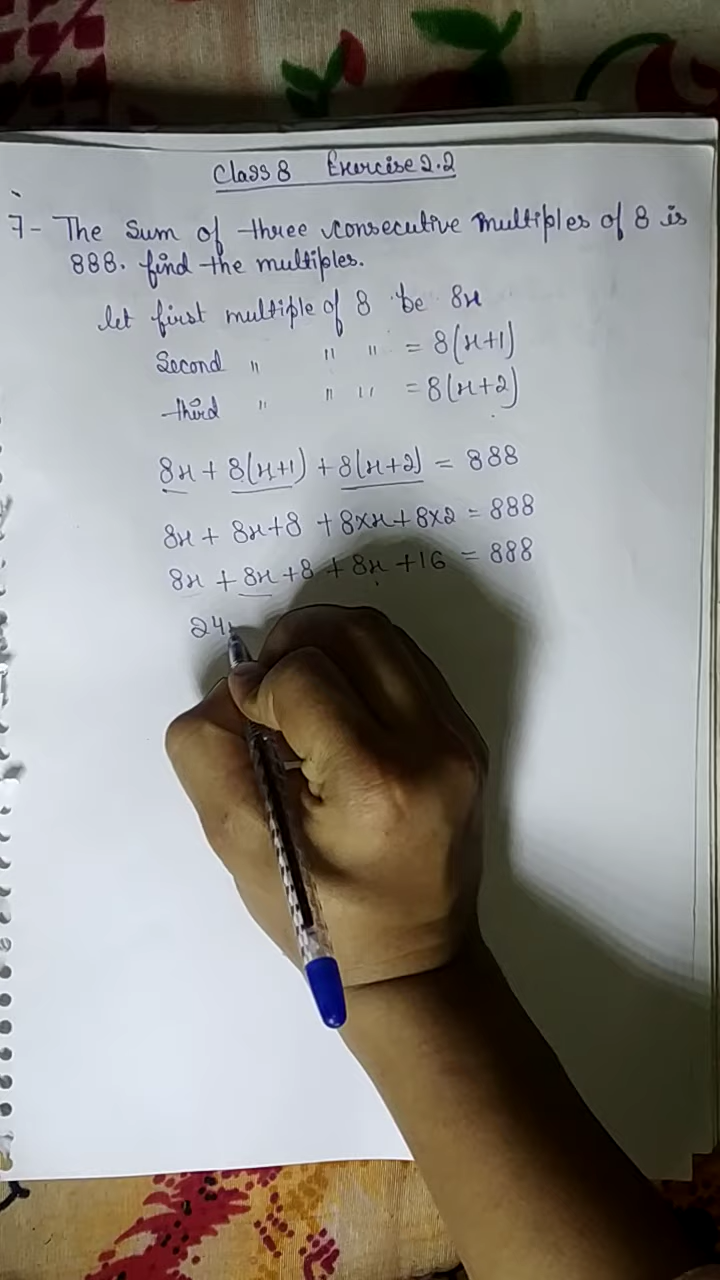 Class 8 Exercise 2.2
7- The Sum of three consecutive multiples of 8 is
888. find the multiples.
let first multiple of 8 be 8x
Second " " " = 8(x+1)
third " " " = 8(x+2)
8x + 8(x+1) + 8(x+2) = 888
8x + 8x+8 + 8×x+8×2 = 888
8x + 8x +8 + 8x +16 = 888
24